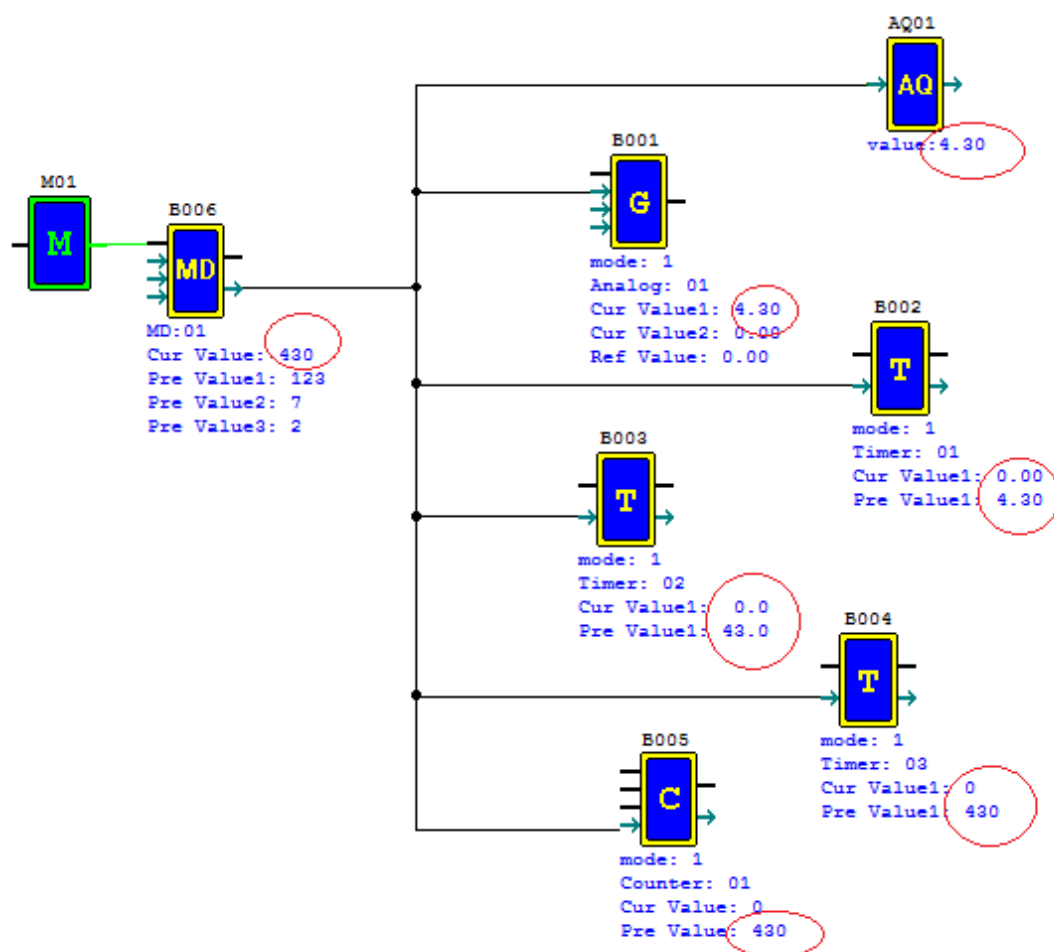 AQ01
AQ
value:4.30
B001
G
mode: 1
Analog: 01
Cur Value1: 4.30
Cur Value2: 0.00
Ref Value: 0.00
M01
M
B006
MD
MD:01
Cur Value: 430
Pre Value1: 123
Pre Value2: 7
Pre Value3: 2
B002
T
mode: 1
Timer: 01
Cur Value1: 0.00
Pre Value1: 4.30
B003
T
mode: 1
Timer: 02
Cur Value1: 0.0
Pre Value1: 43.0
B004
T
mode: 1
Timer: 03
Cur Value1: 0
Pre Value1: 430
B005
C
mode: 1
Counter: 01
Cur Value: 0
Pre Value: 430